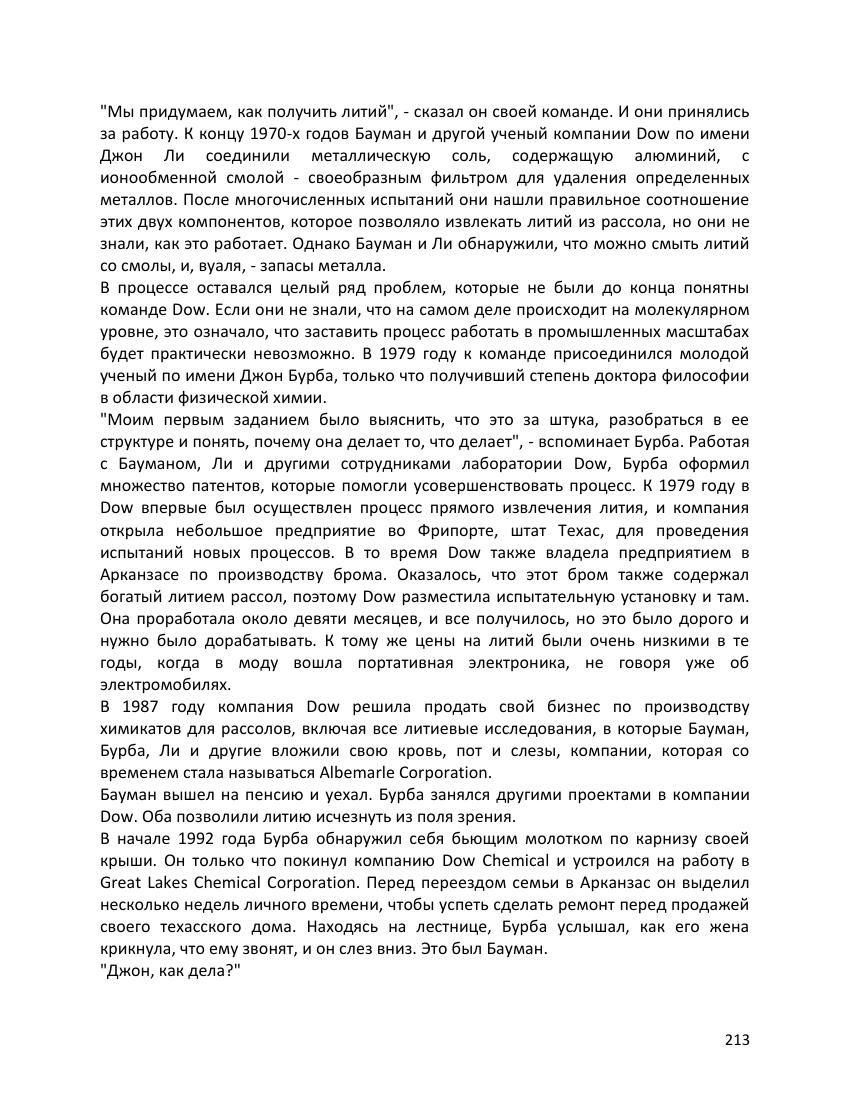 "Мы придумаем, как получить литий", - сказал он своей команде. И они принялись
за работу. К концу 1970-х годов Бауман и другой ученый компании Dow по имени
Джон Ли соединили металлическую соль, содержащую алюминий, с
ионообменной смолой - своеобразным фильтром для удаления определенных
металлов. После многочисленных испытаний они нашли правильное соотношение
этих двух компонентов, которое позволяло извлекать литий из рассола, но они не
знали, как это работает. Однако Бауман и Ли обнаружили, что можно смыть литий
со смолы, и, вуаля, - запасы металла.
В процессе оставался целый ряд проблем, которые не были до конца понятны
команде Dow. Если они не знали, что на самом деле происходит на молекулярном
уровне, это означало, что заставить процесс работать в промышленных масштабах
будет практически невозможно. В 1979 году к команде присоединился молодой
ученый по имени Джон Бурба, только что получивший степень доктора философии
в области физической химии.
"Моим первым заданием было выяснить, что это за штука, разобраться в ее
структуре и понять, почему она делает то, что делает", - вспоминает Бурба. Работая
с Бауманом, Ли и другими сотрудниками лаборатории Dow, Бурба оформил
множество патентов, которые помогли усовершенствовать процесс. К 1979 году в
Dow впервые был осуществлен процесс прямого извлечения лития, и компания
открыла небольшое предприятие во Фрипорте, штат Техас, для проведения
испытаний новых процессов. В то время Dow также владела предприятием в
Арканзасе по производству брома. Оказалось, что этот бром также содержал
богатый литием рассол, поэтому Dow разместила испытательную установку и там.
Она проработала около девяти месяцев, и все получилось, но это было дорого и
нужно было дорабатывать. К тому же цены на литий были очень низкими в те
годы, когда в моду вошла портативная электроника, не говоря уже об
электромобилях.
В 1987 году компания Dow решила продать свой бизнес по производству
химикатов для рассолов, включая все литиевые исследования, в которые Бауман,
Бурба, Ли и другие вложили свою кровь, пот и слезы, компании, которая со
временем стала называться Albemarle Corporation.
Бауман вышел на пенсию и уехал. Бурба занялся другими проектами в компании
Dow. Оба позволили литию исчезнуть из поля зрения.
В начале 1992 года Бурба обнаружил себя бьющим молотком по карнизу своей
крыши. Он только что покинул компанию Dow Chemical и устроился на работу в
Great Lakes Chemical Corporation. Перед переездом семьи в Арканзас он выделил
несколько недель личного времени, чтобы успеть сделать ремонт перед продажей
своего техасского дома. Находясь на лестнице, Бурба услышал, как его жена
крикнула, что ему звонят, и он слез вниз. Это был Бауман.
"Джон, как дела?"
213